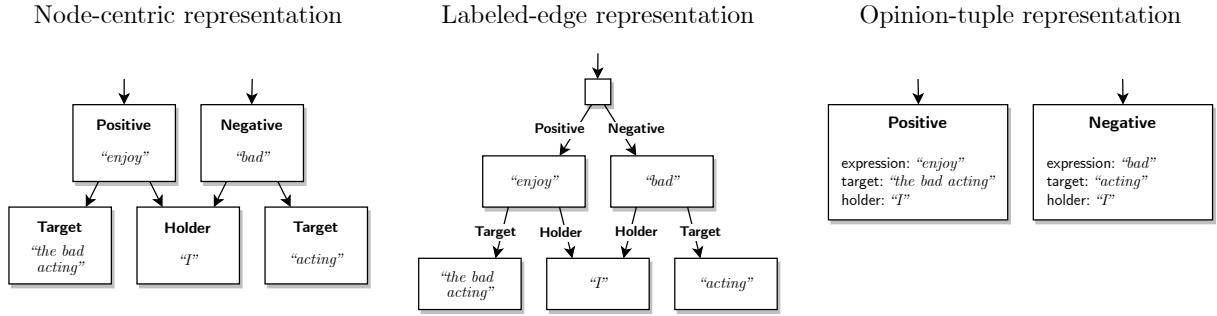 Node-centric representation
Positive
“enjoy”
Negative
“bad”
Target
“the bad
acting”
Holder
“I”
Target
“acting”
Labeled-edge representation
Positive
Negative
“enjoy”
“bad”
Target
Holder
Holder
Target
“the bad
acting”
“I”
“acting”
Opinion-tuple representation
Positive
expression: “enjoy”
target: “the bad acting”
holder: “I”
Negative
expression: “bad”
target: “acting”
holder: “I”